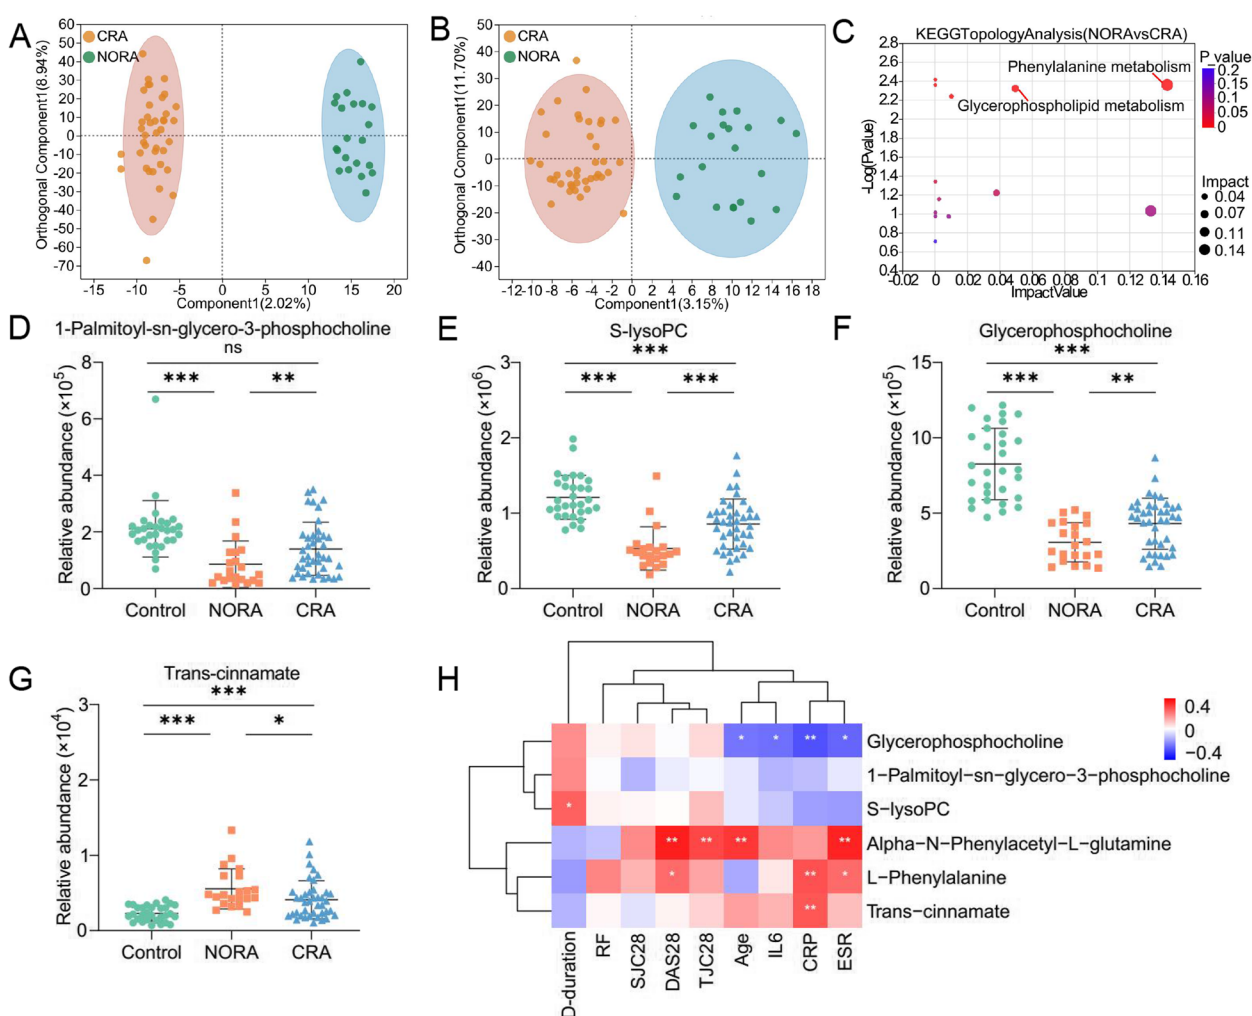 A
CRA
NORA
Orthogonal Component1(8.94%)
60
50
40
30
20
10
0
-10
-20
-30
-40
-50
-60
-70
-15
-10
-5
0
5
10
15
20
Component1(2.02%)
B
CRA
NORA
Orthogonal Component1(11.70%)
50
40
30
20
10
0
-10
-20
-30
-40
-12
-10
-8
-6
-4
-2
0
2
4
6
8
10
12
14
16
18
Component1(3.15%)
C
KEGGTopologyAnalysis(NORAvsCRA)
-Log(Pvalue)
2.8
2.6
2.4
2.2
2
1.8
1.6
1.4
1.2
1
0.8
0.6
0.4
Phenylalanine metabolism
Glycerophospholipid metabolism
-0.02
0
0.02
0.04
0.06
0.08
0.1
0.12
0.14
0.16
ImpactValue
P_value
0.2
0.15
0.1
0.05
0
Impact
0.04
0.07
0.11
0.14
D
1-Palmitoyl-sn-glycero-3-phosphocholine
ns
***
**
Relative abundance (×10⁵)
8
6
4
2
0
Control
NORA
CRA
E
S-lysoPC
***
***
***
Relative abundance (×10⁶)
3
2
1
0
Control
NORA
CRA
F
Glycerophosphocholine
***
***
**
Relative abundance (×10⁵)
15
10
5
0
Control
NORA
CRA
G
Trans-cinnamate
***
***
*
Relative abundance (×10⁴)
3
2
1
0
Control
NORA
CRA
H
0.4
0
−0.4
* * ** *
Glycerophosphocholine
1−Palmitoyl−sn−glycero−3−phosphocholine
*
S−lysoPC
** ** ** **
Alpha−N−Phenylacetyl−L−glutamine
* ** *
L−Phenylalanine
**
Trans−cinnamate
D-duration
RF
SJC28
DAS28
TJC28
Age
IL6
CRP
ESR